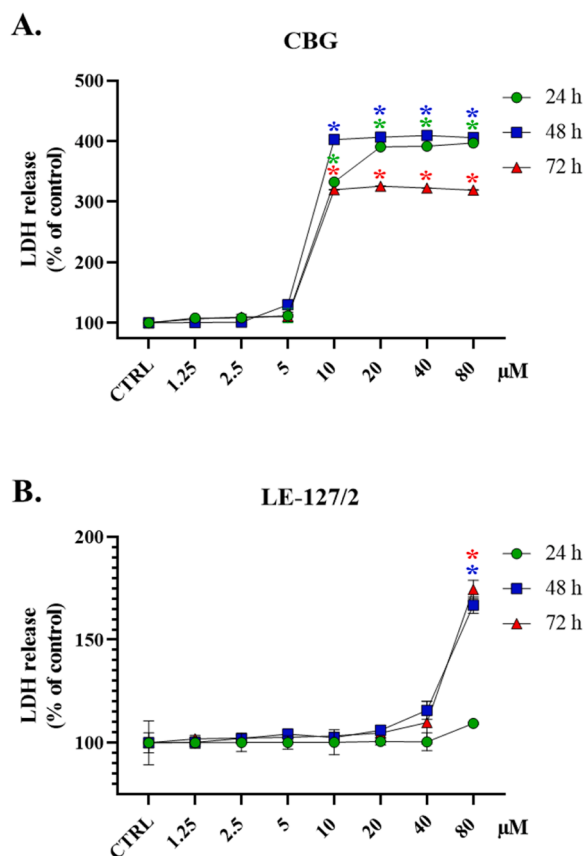 A.
CBG
500
400
300
200
100
LDH release
(% of control)
CTRL
1.25
2.5
5
10
20
40
80
μM
* * * *
* * * *
* * * *
24 h
48 h
72 h
B.
LE-127/2
200
150
100
LDH release
(% of control)
CTRL
1.25
2.5
5
10
20
40
80
μM
*
*
24 h
48 h
72 h